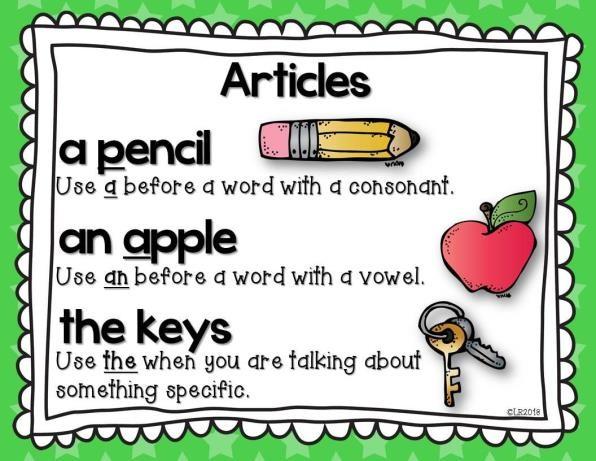 Articles
a pencil
Use a before a word with a consonant.
an apple
Use an before a word with a vowel.
the keys
Use the when you are talking about
something specific.
©LR2018